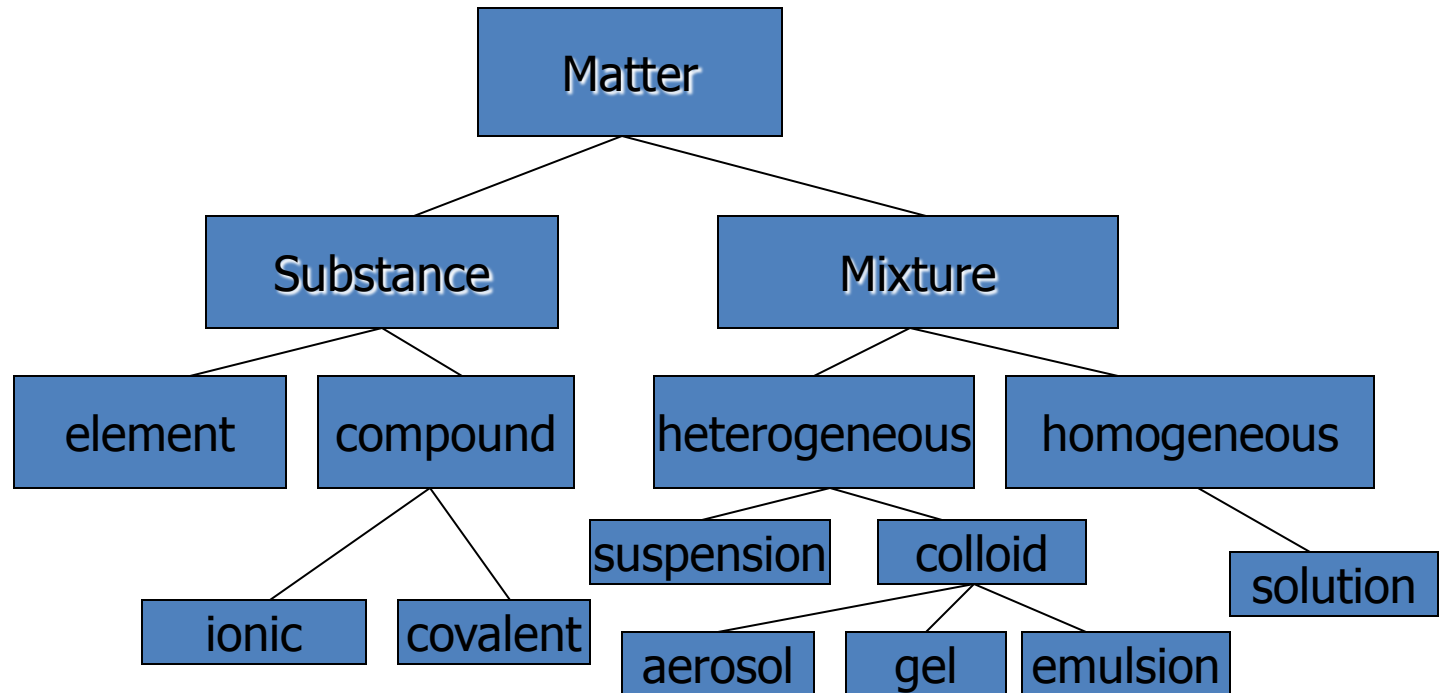 Matter
Substance
Mixture
element
compound
heterogeneous
homogeneous
suspension
colloid
solution
ionic
covalent
aerosol
gel
emulsion